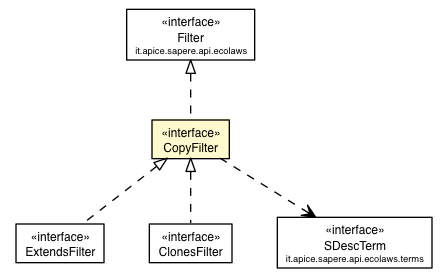 «interface»
Filter
it.apice.sapere.api.ecolaws
«interface»
CopyFilter
«interface»
ExtendsFilter
«interface»
ClonesFilter
«interface»
SDescTerm
it.apice.sapere.api.ecolaws.terms